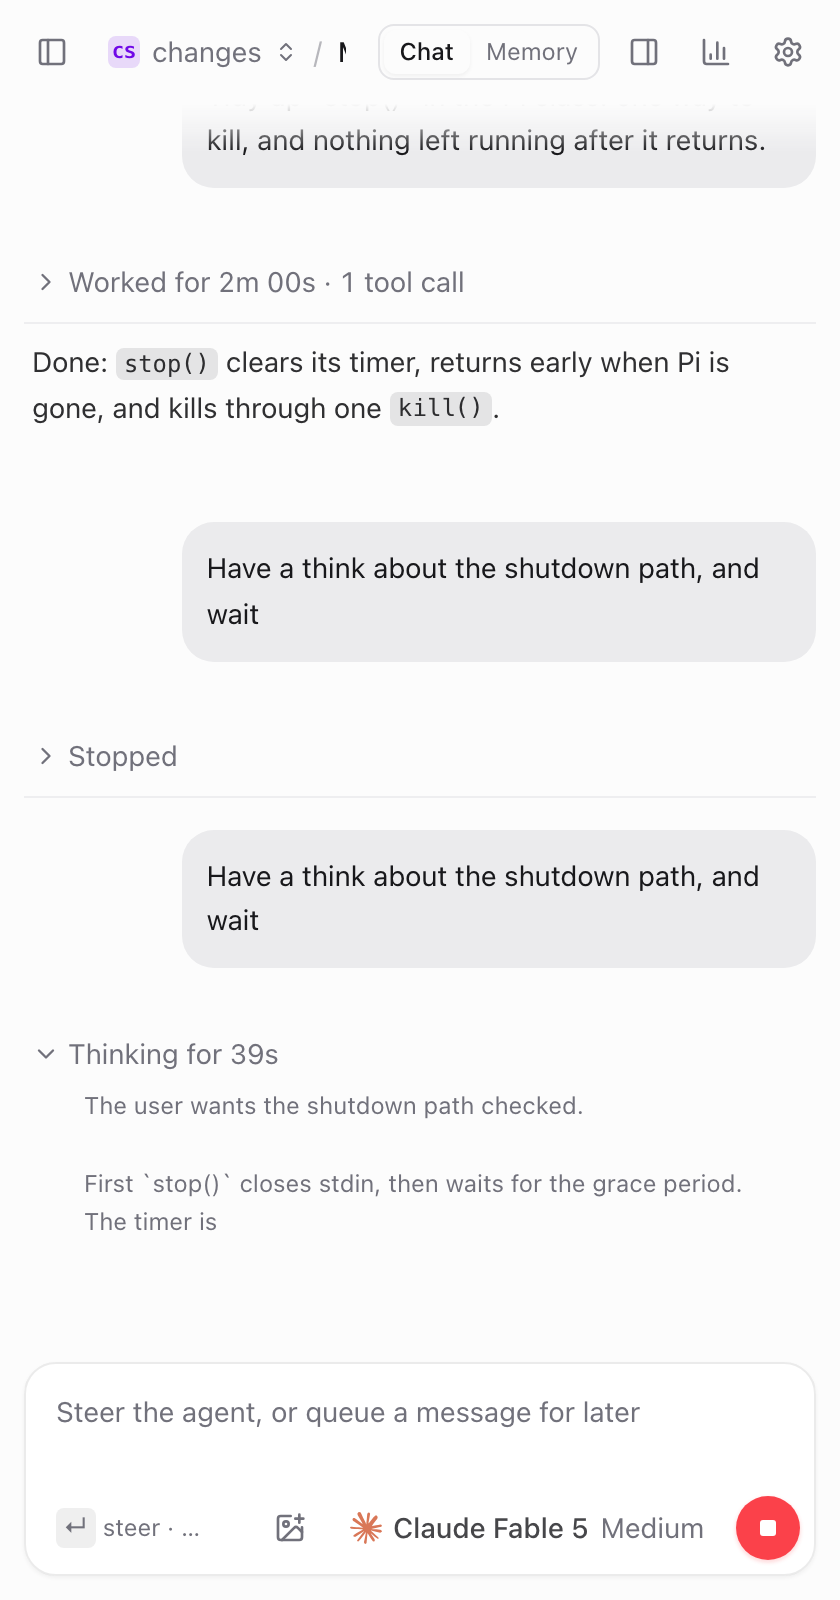 CS changes / Chat Memory
kill, and nothing left running after it returns.
Worked for 2m 00s · 1 tool call
Done: stop() clears its timer, returns early when Pi is
gone, and kills through one kill().
Have a think about the shutdown path, and
wait
Stopped
Have a think about the shutdown path, and
wait
Thinking for 39s
The user wants the shutdown path checked.
First `stop()` closes stdin, then waits for the grace period.
The timer is
Steer the agent, or queue a message for later
steer · ... Claude Fable 5 Medium